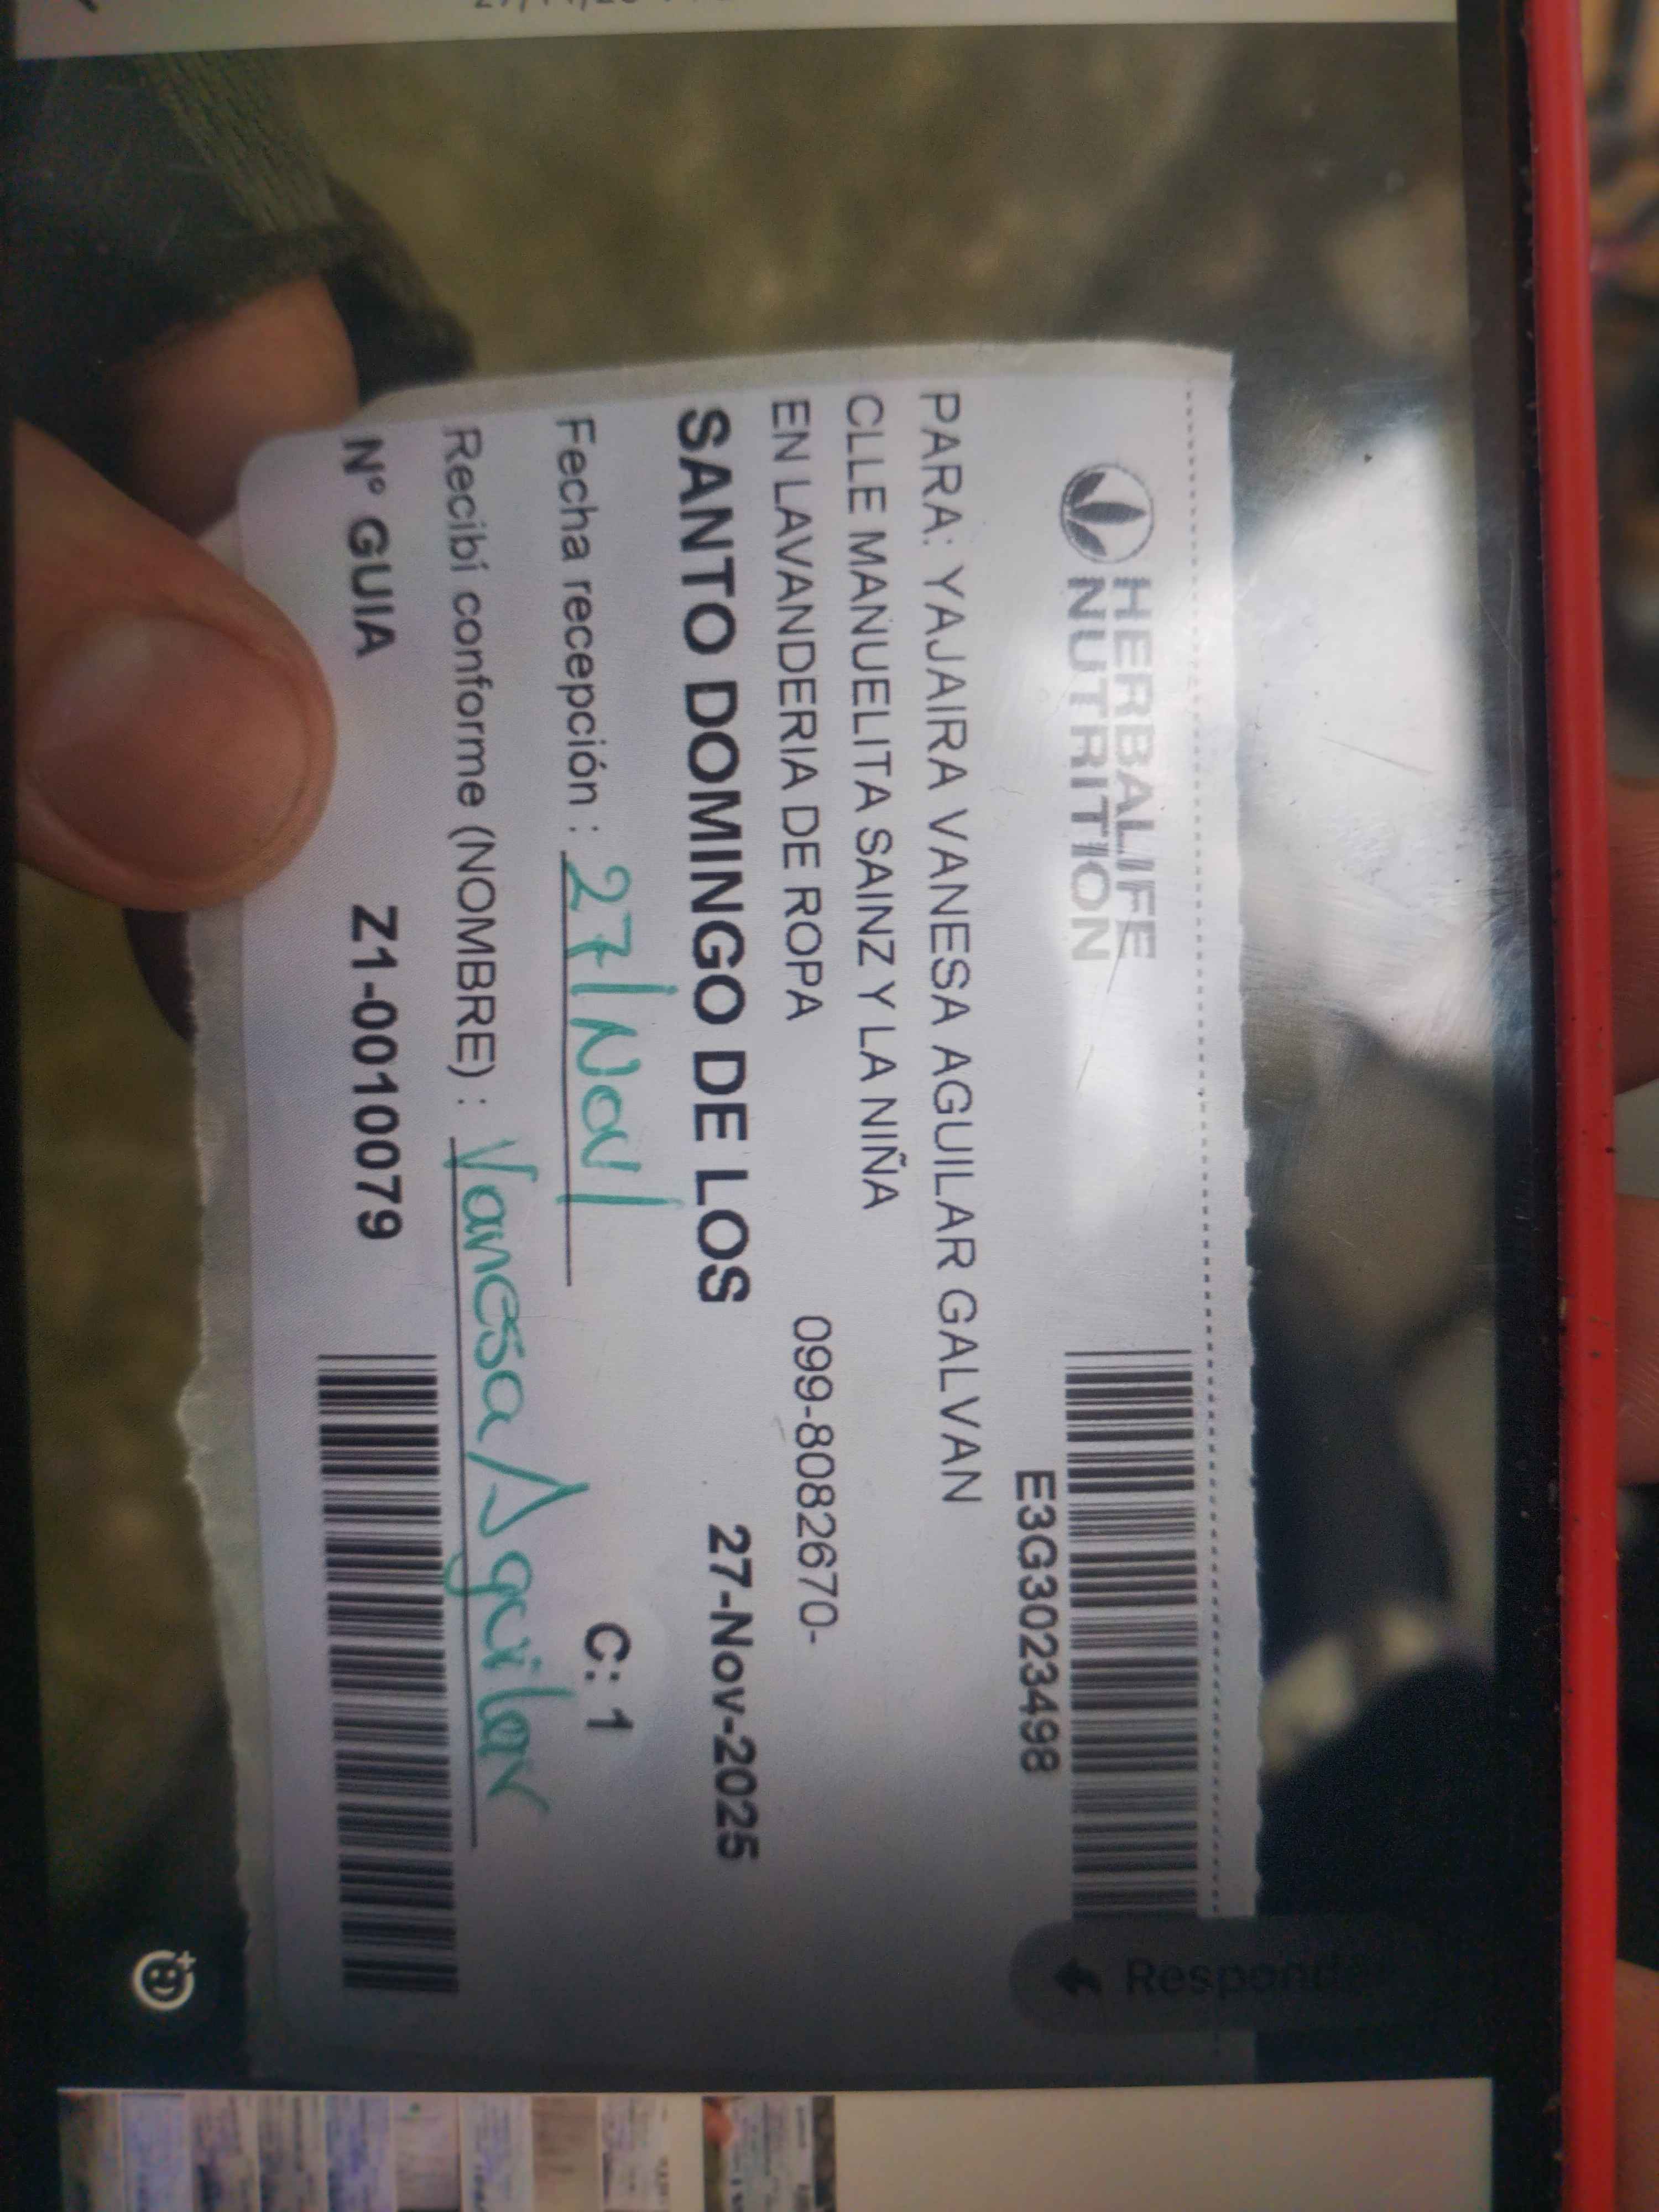 HERBALIFE
NUTRITION
E3G3023498
PARA: YAJAIRA VANESA AGUILAR GALVAN
CLLE MANUELITA SAINZ Y LA NIÑA
EN LAVANDERIA DE ROPA
099-8082670-
SANTO DOMINGO DE LOS 27-Nov-2025
Fecha recepción : 27/Nov/
C: 1
Recibí conforme (NOMBRE) : Vanesa Aguilar
Nº GUIA Z1-0010079
Responder